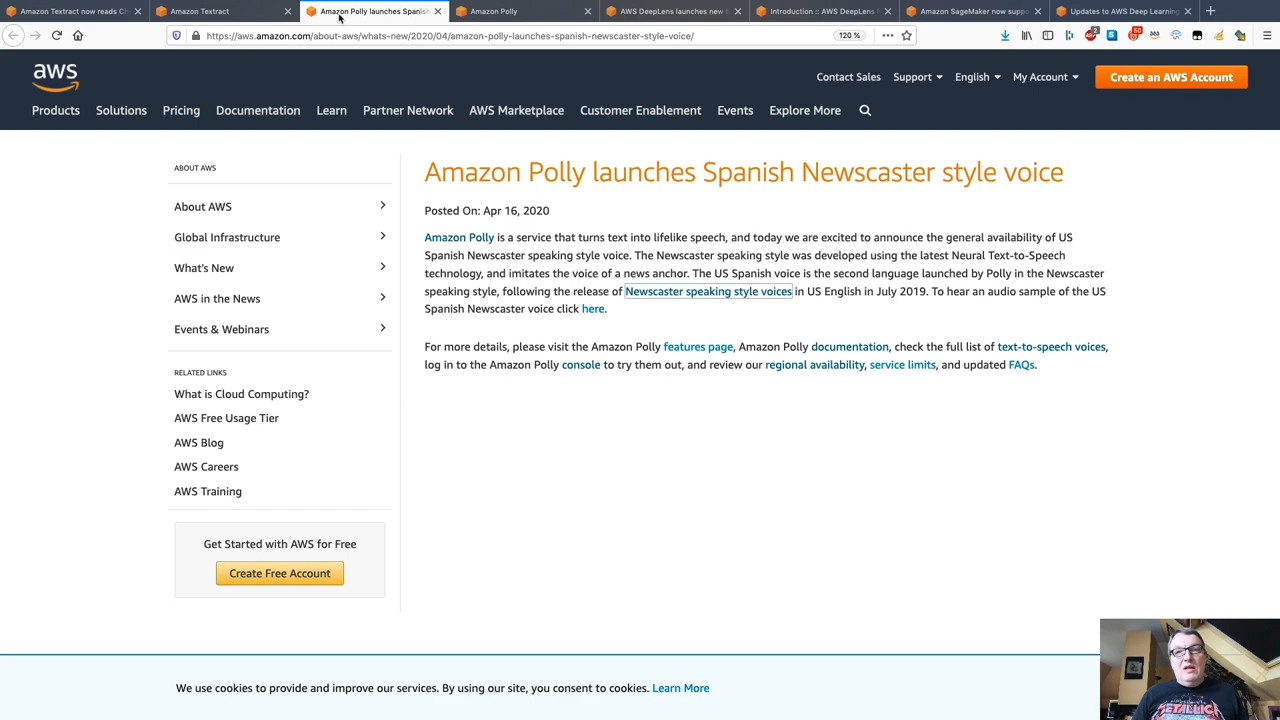 Amazon Textract now reads Ch
Amazon Textract
Amazon Polly launches Spanish
Amazon Polly
AWS DeepLens launches new
Introduction :: AWS DeepLens
Amazon SageMaker now suppo
Updates to AWS Deep Learning
https://aws.amazon.com/about-aws/whats-new/2020/04/amazon-polly-launches-spanish-newscaster-style-voice/
120 %
aws
Contact Sales
Support
English
My Account
Create an AWS Account
Products
Solutions
Pricing
Documentation
Learn
Partner Network
AWS Marketplace
Customer Enablement
Events
Explore More
ABOUT AWS
About AWS
Global Infrastructure
What's New
AWS in the News
Events & Webinars
RELATED LINKS
What is Cloud Computing?
AWS Free Usage Tier
AWS Blog
AWS Careers
AWS Training
Get Started with AWS for Free
Create Free Account
Amazon Polly launches Spanish Newscaster style voice
Posted On: Apr 16, 2020
Amazon Polly is a service that turns text into lifelike speech, and today we are excited to announce the general availability of US
Spanish Newscaster speaking style voice. The Newscaster speaking style was developed using the latest Neural Text-to-Speech
technology, and imitates the voice of a news anchor. The US Spanish voice is the second language launched by Polly in the Newscaster
speaking style, following the release of Newscaster speaking style voices in US English in July 2019. To hear an audio sample of the US
Spanish Newscaster voice click here.
For more details, please visit the Amazon Polly features page, Amazon Polly documentation, check the full list of text-to-speech voices,
log in to the Amazon Polly console to try them out, and review our regional availability, service limits, and updated FAQs.
We use cookies to provide and improve our services. By using our site, you consent to cookies. Learn More
METALLICA